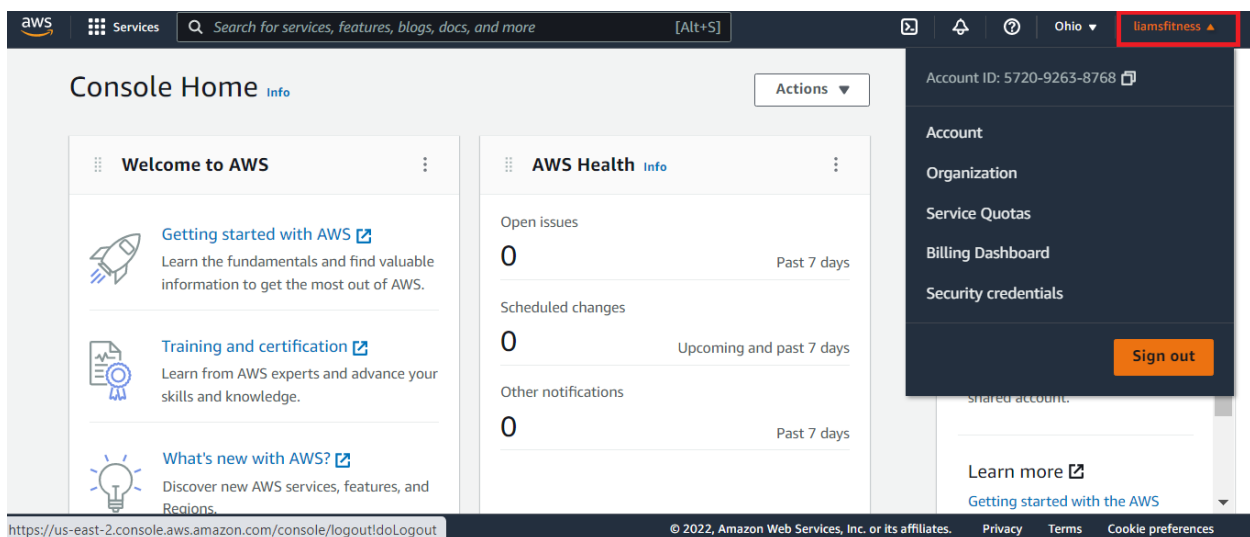 aws Services Search for services, features, blogs, docs, and more [Alt+S] Ohio liamsfitness
Console Home Info
Actions
Account ID: 5720-9263-8768
Account
Organization
Service Quotas
Billing Dashboard
Security credentials
Sign out
Welcome to AWS
Getting started with AWS
Learn the fundamentals and find valuable
information to get the most out of AWS.
Training and certification
Learn from AWS experts and advance your
skills and knowledge.
What's new with AWS?
Discover new AWS services, features, and
Regions.
AWS Health Info
Open issues
0 Past 7 days
Scheduled changes
0 Upcoming and past 7 days
Other notifications
0 Past 7 days
shared account.
Learn more
Getting started with the AWS
https://us-east-2.console.aws.amazon.com/console/logout!doLogout
© 2022, Amazon Web Services, Inc. or its affiliates. Privacy Terms Cookie preferences